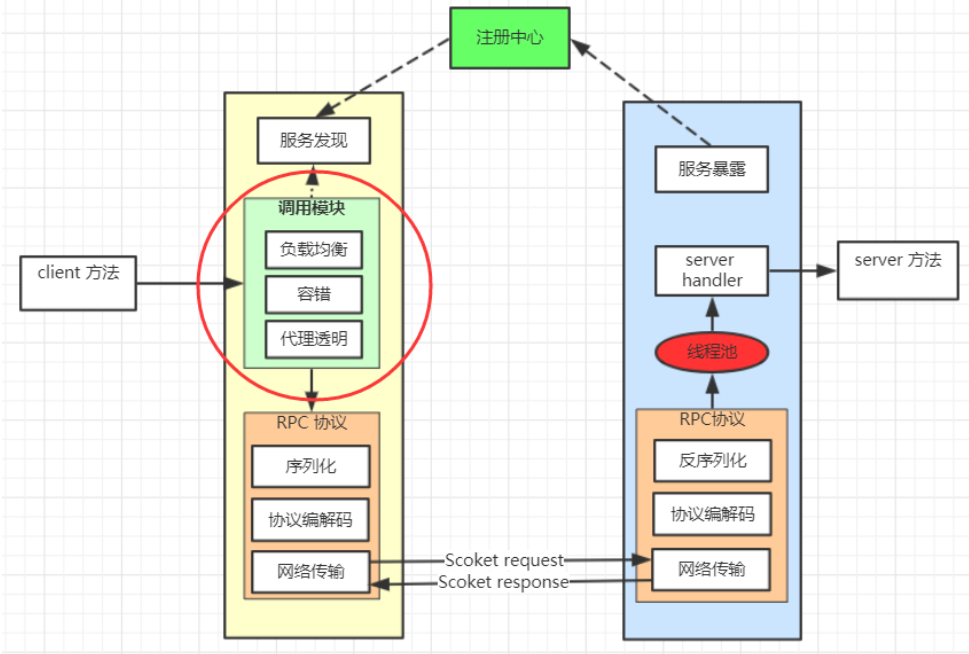 注册中心
服务发现
服务暴露
调用模块
负载均衡
容错
代理透明
client 方法
server
handler
server 方法
线程池
RPC 协议
序列化
协议编解码
网络传输
RPC协议
反序列化
协议编解码
网络传输
Scoket request
Scoket response